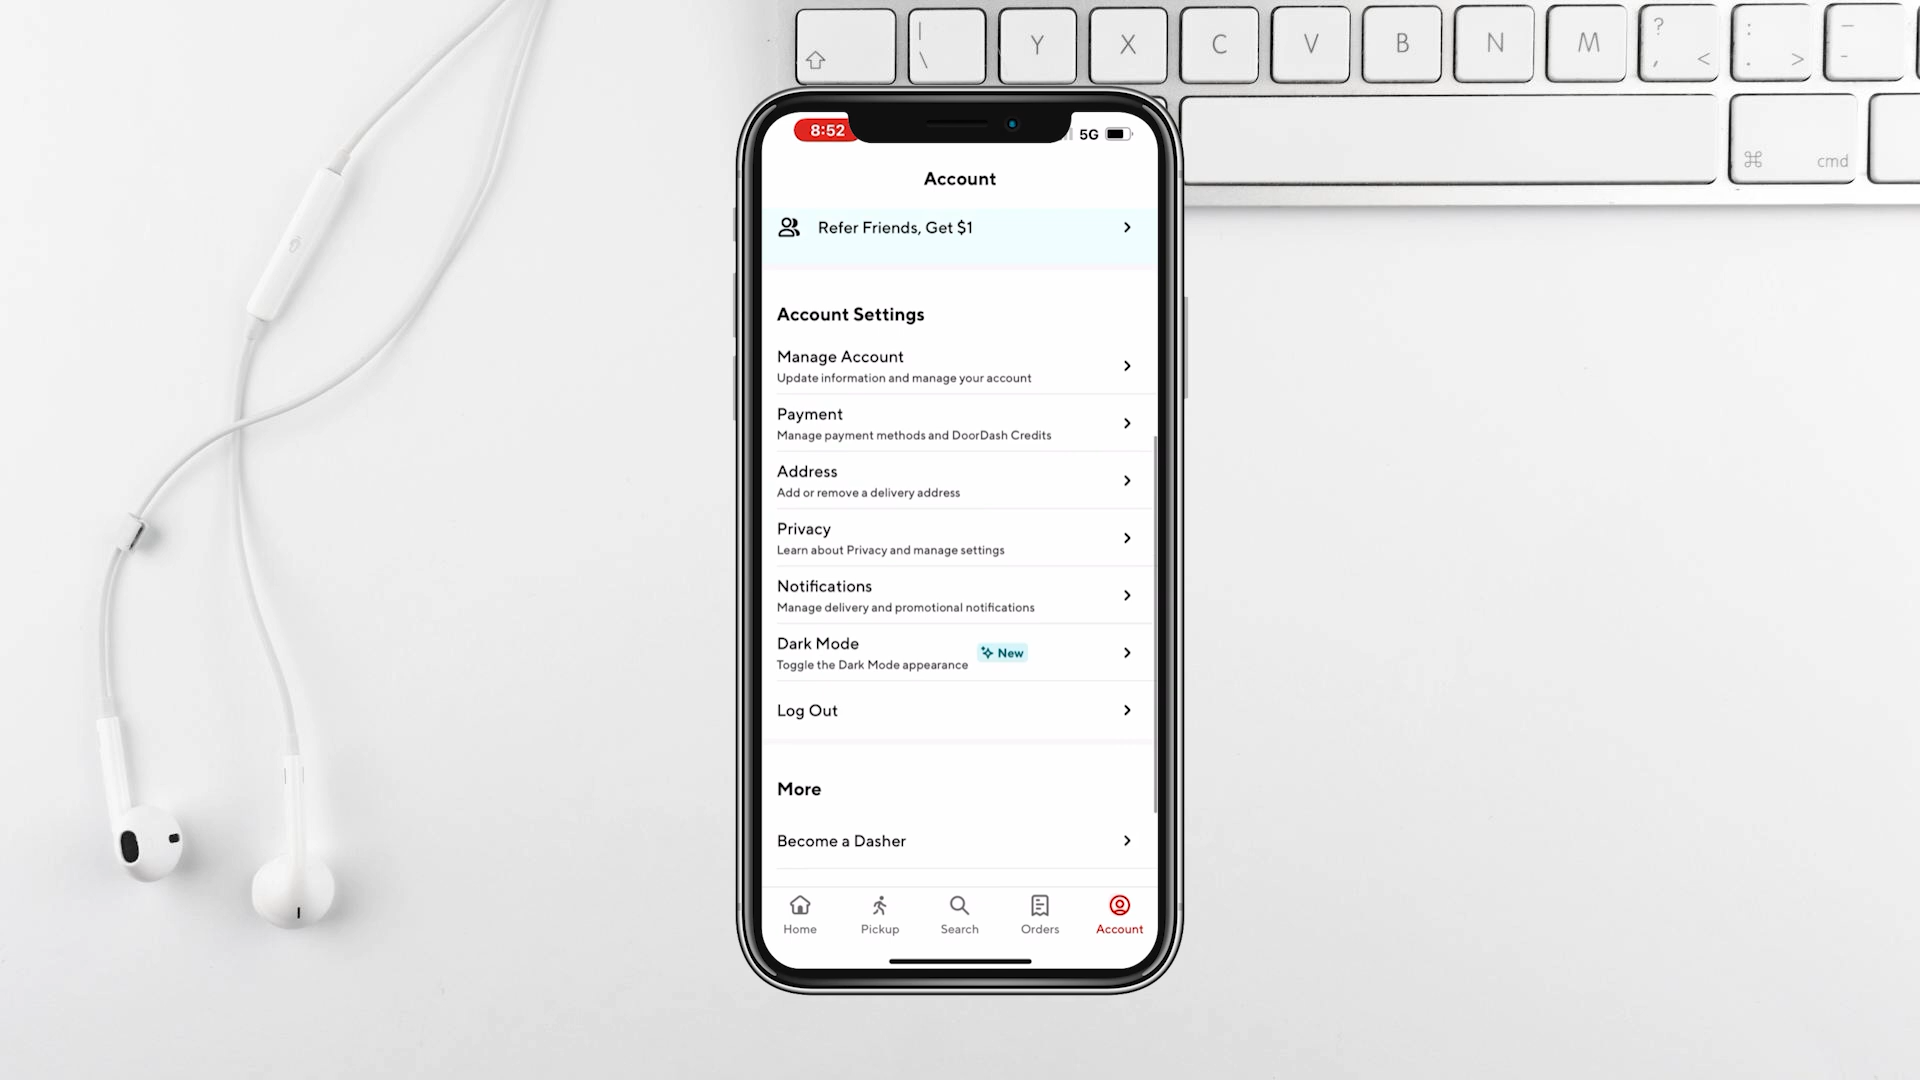 Y X C V B N M ? , < : . > — -
cmd
8:52 5G
Account
Refer Friends, Get $1
Account Settings
Manage Account
Update information and manage your account
Payment
Manage payment methods and DoorDash Credits
Address
Add or remove a delivery address
Privacy
Learn about Privacy and manage settings
Notifications
Manage delivery and promotional notifications
Dark Mode
New
Toggle the Dark Mode appearance
Log Out
More
Become a Dasher
Home Pickup Search Orders Account